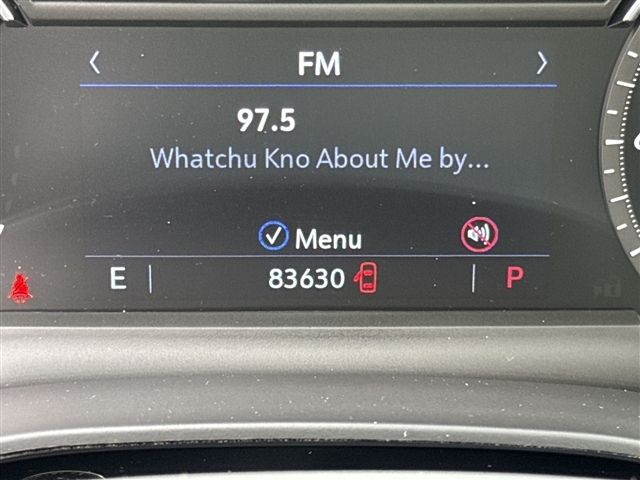 FM
97.5
Whatchu Kno About Me by...
Menu
E 83630 P